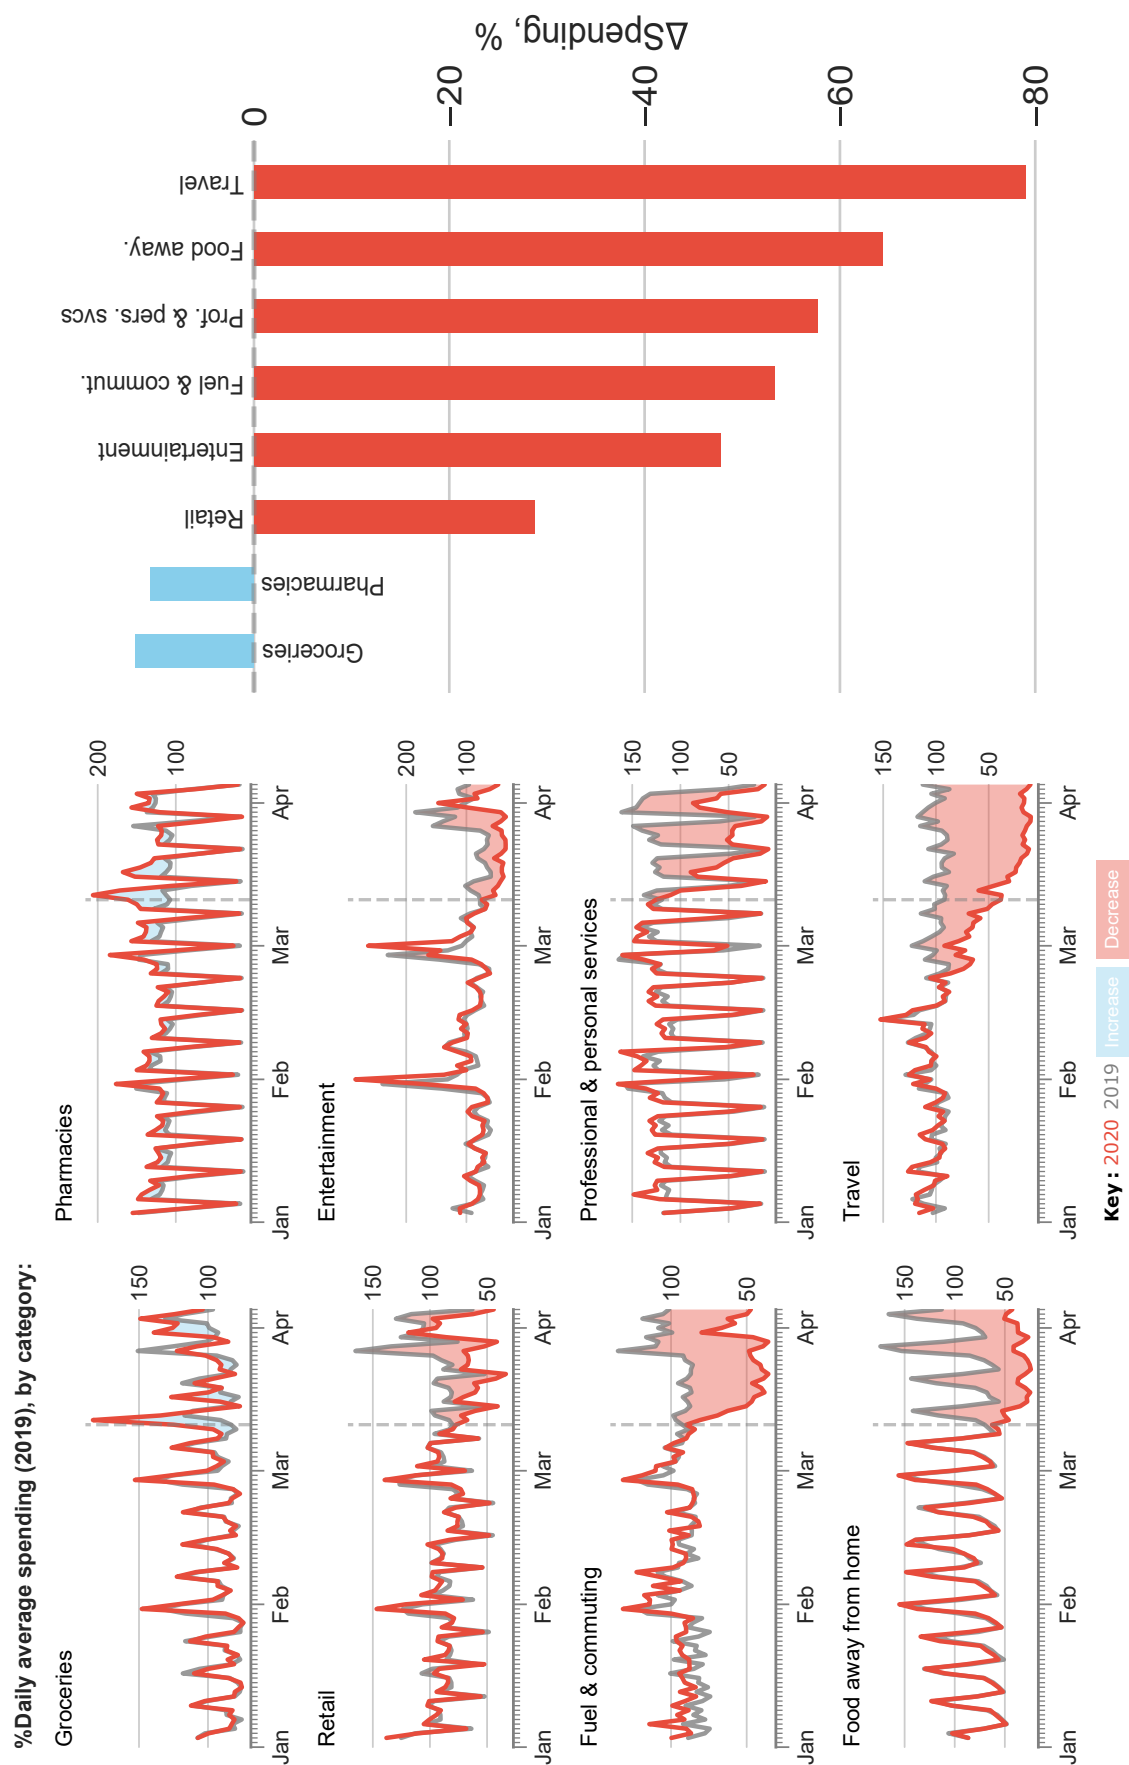 %Daily average spending (2019), by category:
Groceries
150
100
Jan
Feb
Mar
Apr
Pharmacies
200
100
Jan
Feb
Mar
Apr
Retail
150
100
50
Jan
Feb
Mar
Apr
Entertainment
200
100
Jan
Feb
Mar
Apr
Fuel & commuting
100
50
Jan
Feb
Mar
Apr
Professional & personal services
150
100
50
Jan
Feb
Mar
Apr
Food away from home
150
100
50
Jan
Feb
Mar
Apr
Travel
150
100
50
Jan
Feb
Mar
Apr
Key: 2020 2019 Increase Decrease
Groceries
Pharmacies
Retail
Entertainment
Fuel & commut.
Prof. & pers. svcs
Food away.
Travel
0
−20
−40
−60
−80
ΔSpending, %